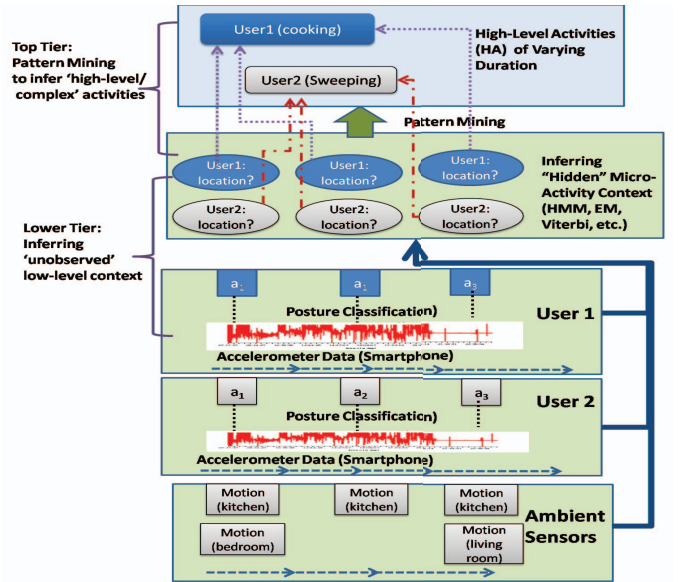 Top Tier:
Pattern Mining
to infer ‘high-level/
complex’ activities
User1 (cooking)
User2 (Sweeping)
High-Level Activities
(HA) of Varying
Duration
Pattern Mining
User1:
location?
User1:
location?
User1:
location?
User2:
location?
User2:
location?
User2:
location?
Inferring
“Hidden” Micro-
Activity Context
(HMM, EM,
Viterbi, etc.)
Lower Tier:
Inferring
‘unobserved’
low-level context
a1
a1
a3
Posture Classification)
Accelerometer Data (Smartphone)
User 1
a1
a2
a3
Posture Classification)
Accelerometer Data (Smartphone)
User 2
Motion
(kitchen)
Motion
(kitchen)
Motion
(kitchen)
Motion
(bedroom)
Motion
(living
room)
Ambient
Sensors